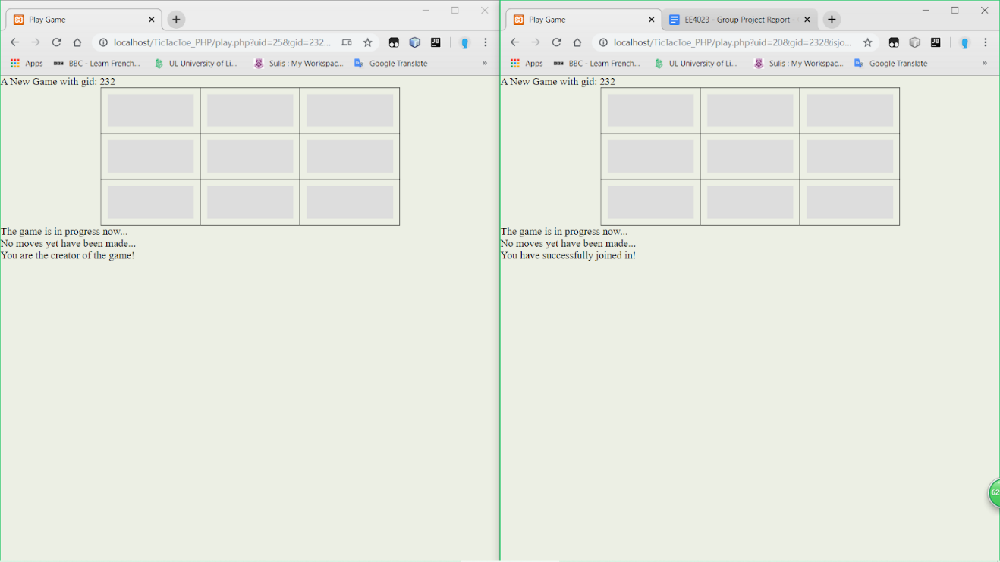 Play Game
localhost/TicTacToe_PHP/play.php?uid=25&gid=232...
Apps BBC - Learn French... UL University of Li... Sulis : My Workspac... Google Translate »
A New Game with gid: 232
The game is in progress now...
No moves yet have been made...
You are the creator of the game!
Play Game EE4023 - Group Project Report -
localhost/TicTacToe_PHP/play.php?uid=20&gid=232&isjo...
Apps BBC - Learn French... UL University of Li... Sulis : My Workspac... Google Translate »
A New Game with gid: 232
The game is in progress now...
No moves yet have been made...
You have successfully joined in!
62